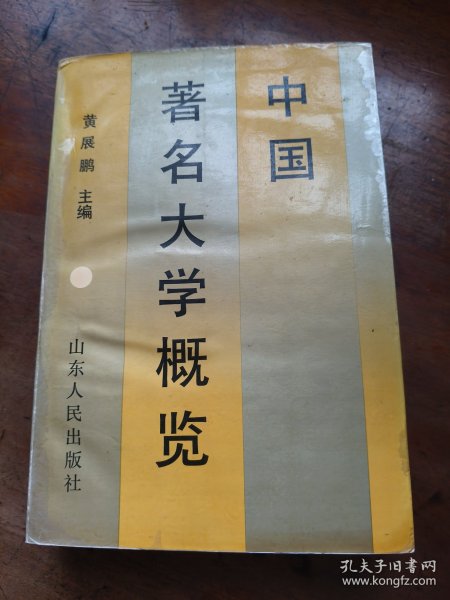 中国
著名大学概览
黄展鹏 主编
山东人民出版社
孔夫子旧书网
www.kongfz.com